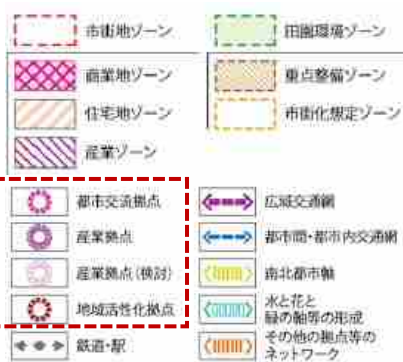 市街地ゾーン
商業地ゾーン
住宅地ゾーン
産業ゾーン
田園環境ゾーン
重点整備ゾーン
市街化想定ゾーン
都市交流拠点
産業拠点
産業拠点(検討)
地域活性化拠点
鉄道・駅
広域交通網
都市間・都市内交通網
南北都市軸
水と花と
緑の軸等の形成
その他の拠点等の
ネットワーク